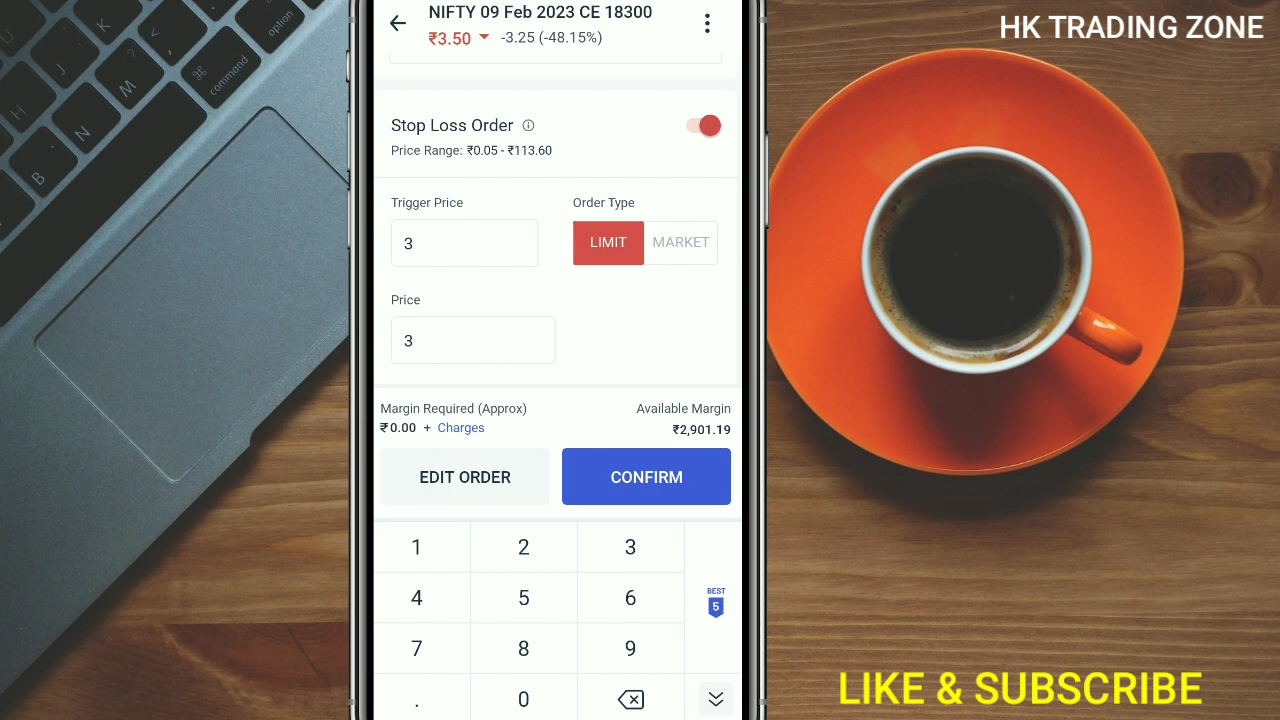 HK TRADING ZONE
NIFTY 09 Feb 2023 CE 18300
₹3.50 -3.25 (-48.15%)
Stop Loss Order
Price Range: ₹0.05 - ₹113.60
Trigger Price Order Type
3 LIMIT MARKET
Price
3
Margin Required (Approx) Available Margin
₹0.00 + Charges ₹2,901.19
EDIT ORDER CONFIRM
1 2 3
BEST
4 5 6 5
7 8 9
. 0
LIKE & SUBSCRIBE
U K < option
J ? ⌘ command
H M
N
B